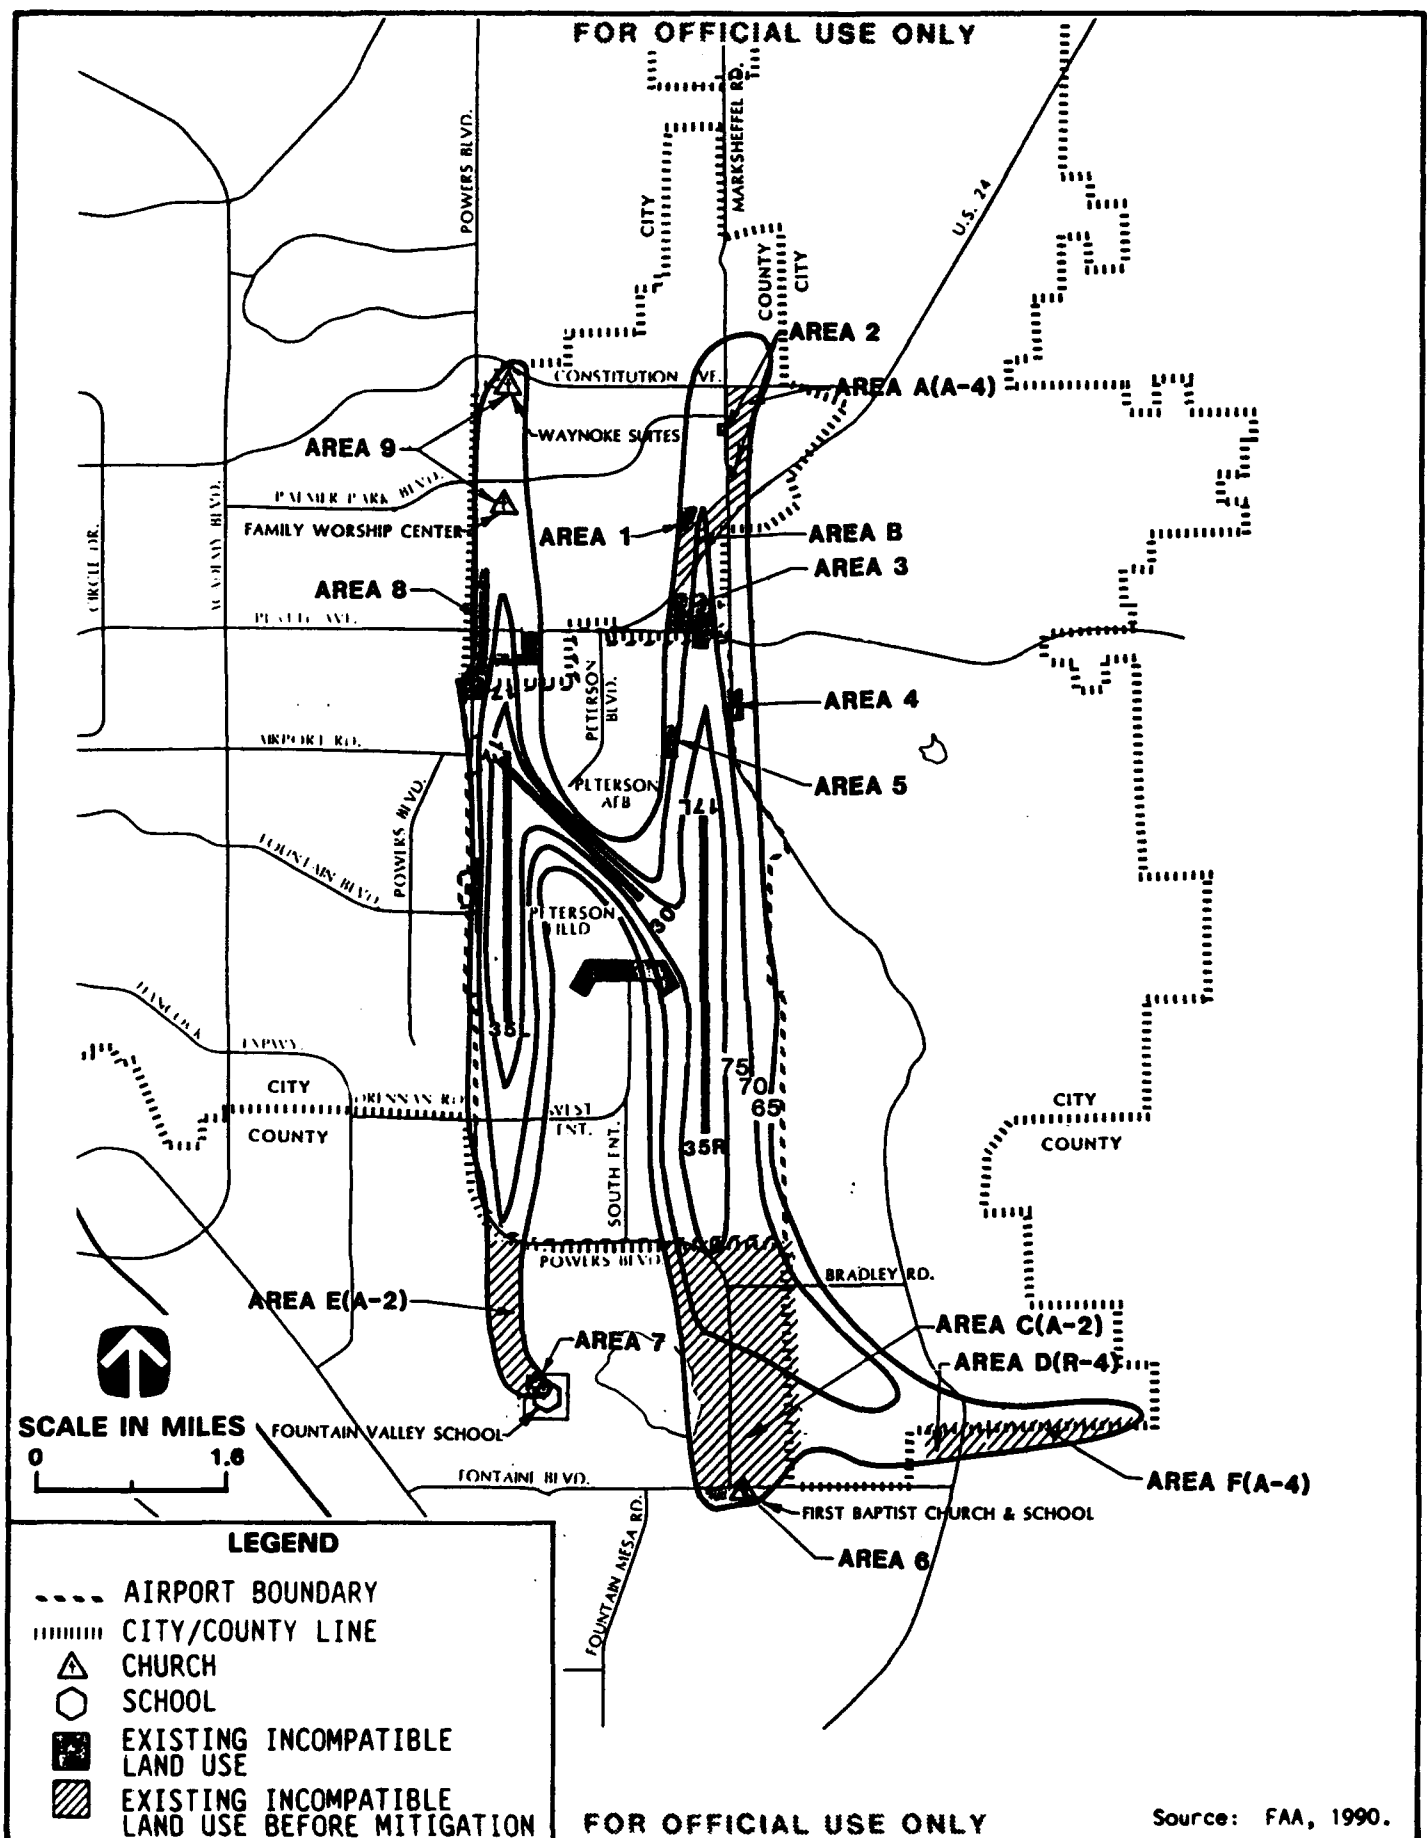 FOR OFFICIAL USE ONLY
MARKSHEFFEL RD.
POWERS BLVD.
CITY
U.S. 24
COUNTY
CITY
AREA 2
CONSTITUTION AVE.
AREA A(A-4)
WAYNOKE SUITES
AREA 9
PALMER PARK BLVD.
FAMILY WORSHIP CENTER
AREA 1
AREA B
AREA 3
CIRCLE DR.
ACADEMY BLVD.
AREA 8
PLATTE AVE.
PETERSON BLVD.
AREA 4
17
AIRPORT RD.
PETERSON
AFB
AREA 5
17L
POWERS BLVD.
FOUNTAIN BLVD.
PETERSON
FIELD
30
HANCOCK EXPWY.
35L
75
70
65
CITY
COUNTY
DRENNAN RD.
WEST
ENT.
CITY
COUNTY
35R
SOUTH ENT.
POWERS BLVD.
BRADLEY RD.
AREA E(A-2)
AREA C(A-2)
AREA 7
AREA D(R-4)
SCALE IN MILES
0 1.6
FOUNTAIN VALLEY SCHOOL
FONTAINE BLVD.
AREA F(A-4)
FIRST BAPTIST CHURCH & SCHOOL
AREA 6
FOUNTAIN MESA RD.
LEGEND
AIRPORT BOUNDARY
CITY/COUNTY LINE
CHURCH
SCHOOL
EXISTING INCOMPATIBLE
LAND USE
EXISTING INCOMPATIBLE
LAND USE BEFORE MITIGATION
FOR OFFICIAL USE ONLY
Source: FAA, 1990.